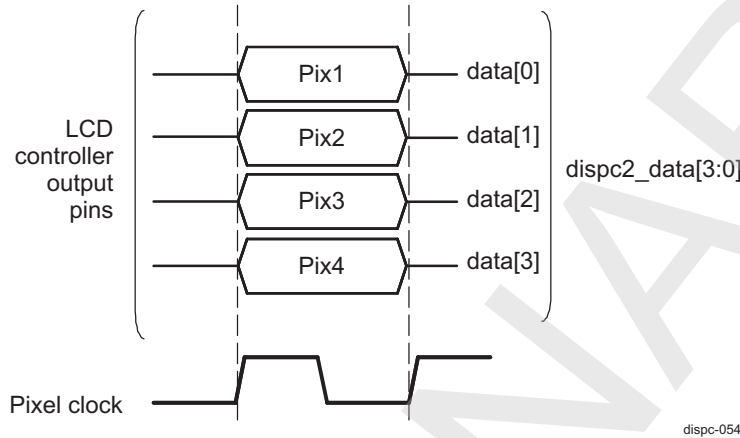 Pix1
data[0]
Pix2
data[1]
Pix3
data[2]
Pix4
data[3]
LCD
controller
output
pins
dispc2_data[3:0]
Pixel clock
dispc-054